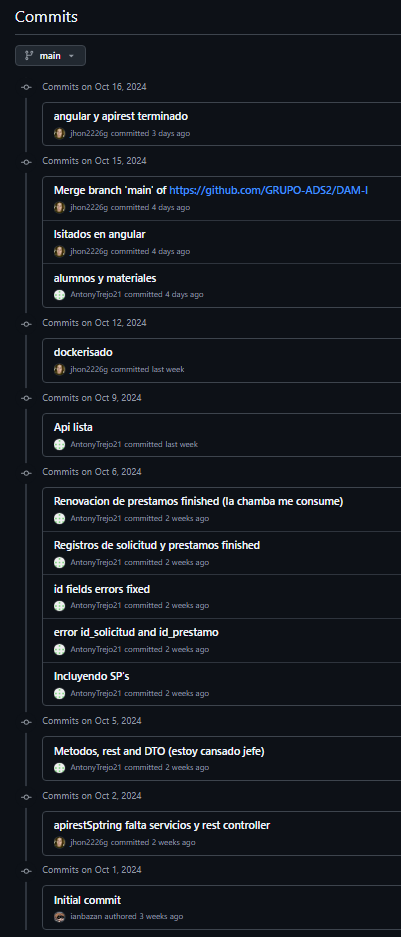 Commits
main
Commits on Oct 16, 2024
angular y apirest terminado
jhon2226g committed 3 days ago
Commits on Oct 15, 2024
Merge branch 'main' of https://github.com/GRUPO-ADS2/DAM-I
jhon2226g committed 4 days ago
lsitados en angular
jhon2226g committed 4 days ago
alumnos y materiales
AntonyTrejo21 committed 4 days ago
Commits on Oct 12, 2024
dockerisado
jhon2226g committed last week
Commits on Oct 9, 2024
Api lista
AntonyTrejo21 committed last week
Commits on Oct 6, 2024
Renovacion de prestamos finished (la chamba me consume)
AntonyTrejo21 committed 2 weeks ago
Registros de solicitud y prestamos finished
AntonyTrejo21 committed 2 weeks ago
id fields errors fixed
AntonyTrejo21 committed 2 weeks ago
error id_solicitud and id_prestamo
AntonyTrejo21 committed 2 weeks ago
Incluyendo SP's
AntonyTrejo21 committed 2 weeks ago
Commits on Oct 5, 2024
Metodos, rest and DTO (estoy cansado jefe)
AntonyTrejo21 committed 2 weeks ago
Commits on Oct 2, 2024
apirestSptring falta servicios y rest controller
jhon2226g committed 2 weeks ago
Commits on Oct 1, 2024
Initial commit
ianbazan authored 3 weeks ago